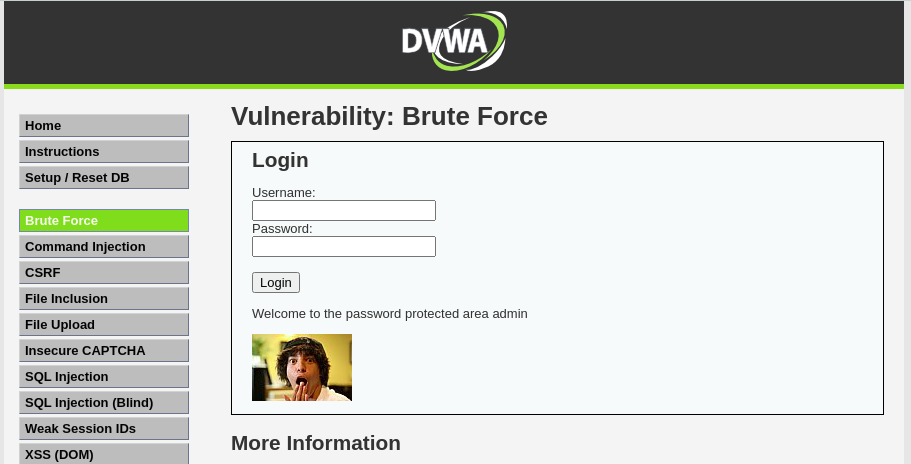 DVWA
Home
Instructions
Setup / Reset DB
Brute Force
Command Injection
CSRF
File Inclusion
File Upload
Insecure CAPTCHA
SQL Injection
SQL Injection (Blind)
Weak Session IDs
XSS (DOM)
Vulnerability: Brute Force
Login
Username:
Password:
Login
Welcome to the password protected area admin
More Information